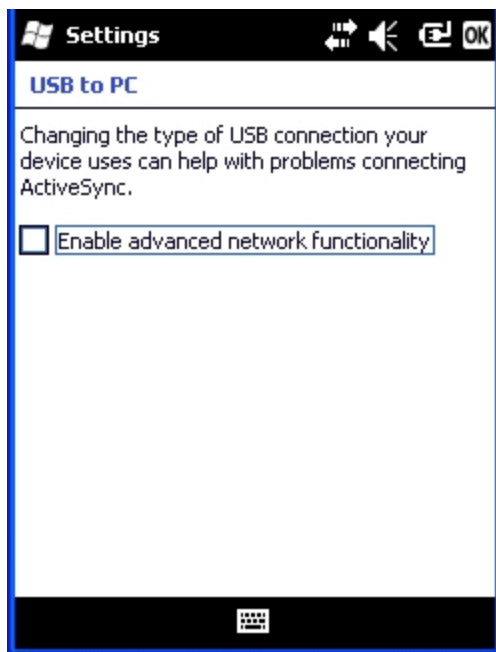 Settings
OK
USB to PC
Changing the type of USB connection your
device uses can help with problems connecting
ActiveSync.
Enable advanced network functionality